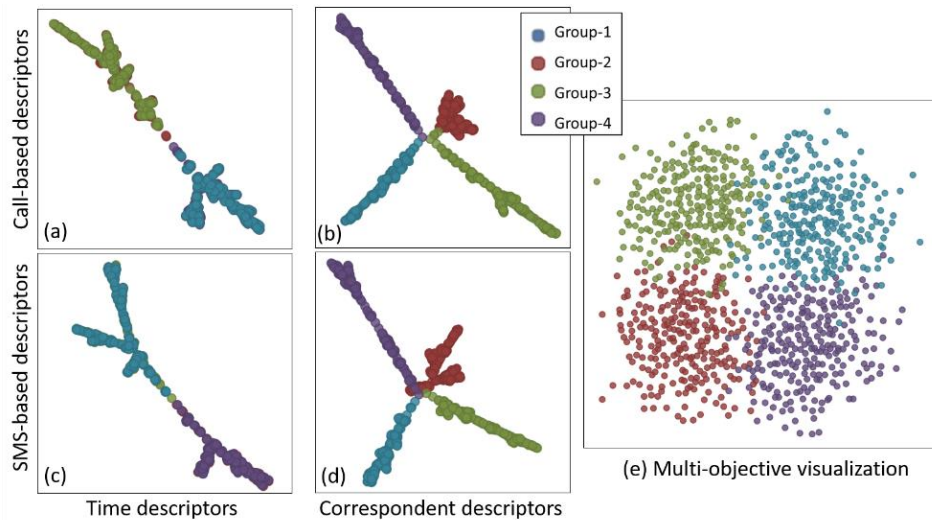 Call-based descriptors
(a)
(b)
Group-1
Group-2
Group-3
Group-4
SMS-based descriptors
(c)
(d)
(e) Multi-objective visualization
Time descriptors
Correspondent descriptors